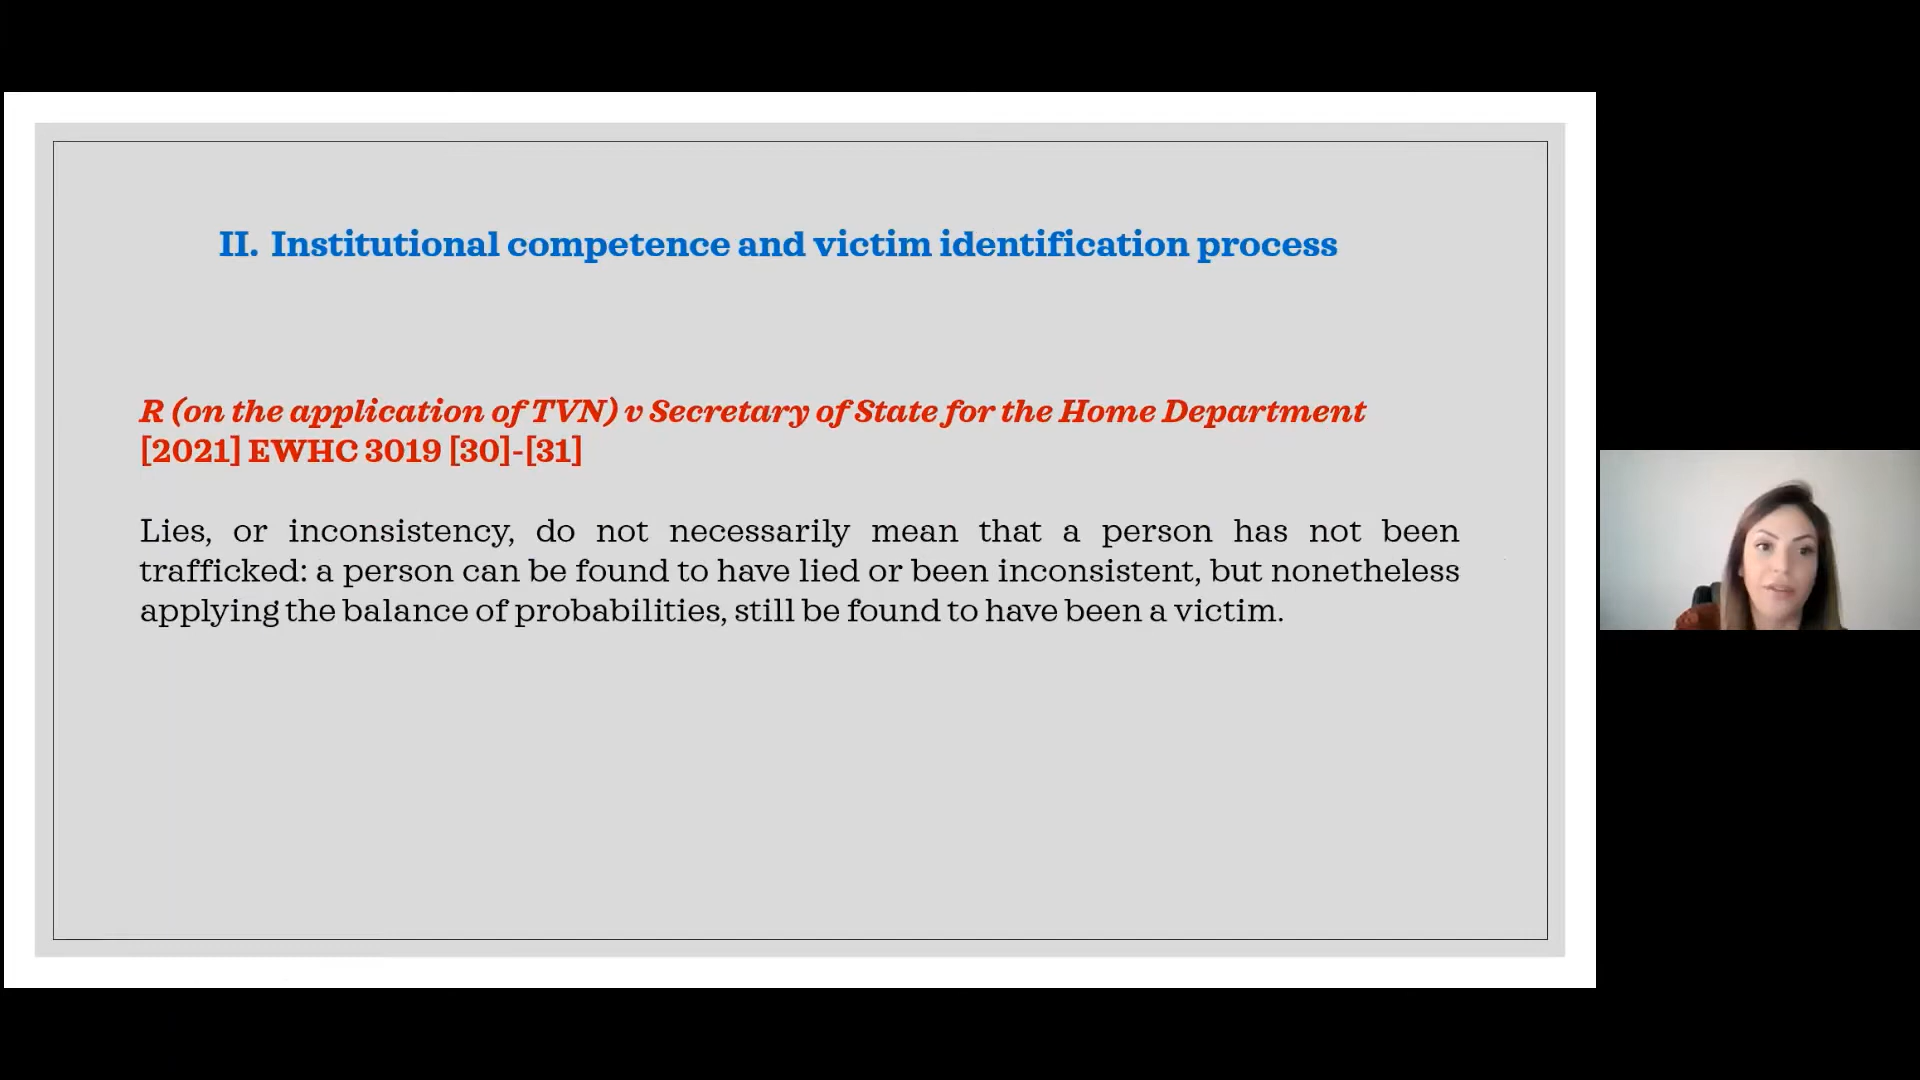 II. Institutional competence and victim identification process
R (on the application of TVN) v Secretary of State for the Home Department
[2021] EWHC 3019 [30]-[31]
Lies, or inconsistency, do not necessarily mean that a person has not been
trafficked: a person can be found to have lied or been inconsistent, but nonetheless
applying the balance of probabilities, still be found to have been a victim.